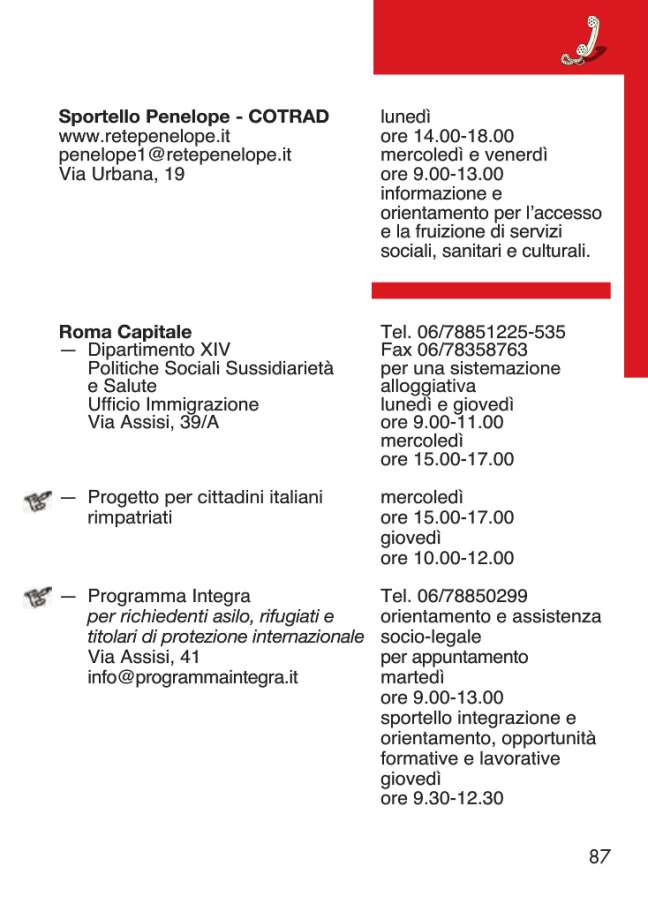 Sportello Penelope - COTRAD
www.retepenelope.it
penelope1@retepenelope.it
Via Urbana, 19
lunedì
ore 14.00-18.00
mercoledì e venerdì
ore 9.00-13.00
informazione e
orientamento per l’accesso
e la fruizione di servizi
sociali, sanitari e culturali.
Roma Capitale
— Dipartimento XIV
Politiche Sociali Sussidiarietà
e Salute
Ufficio Immigrazione
Via Assisi, 39/A
Tel. 06/78851225-535
Fax 06/78358763
per una sistemazione
alloggiativa
lunedì e giovedì
ore 9.00-11.00
mercoledì
ore 15.00-17.00
— Progetto per cittadini italiani
rimpatriati
mercoledì
ore 15.00-17.00
giovedì
ore 10.00-12.00
— Programma Integra
per richiedenti asilo, rifugiati e
titolari di protezione internazionale
Via Assisi, 41
info@programmaintegra.it
Tel. 06/78850299
orientamento e assistenza
socio-legale
per appuntamento
martedì
ore 9.00-13.00
sportello integrazione e
orientamento, opportunità
formative e lavorative
giovedì
ore 9.30-12.30
87